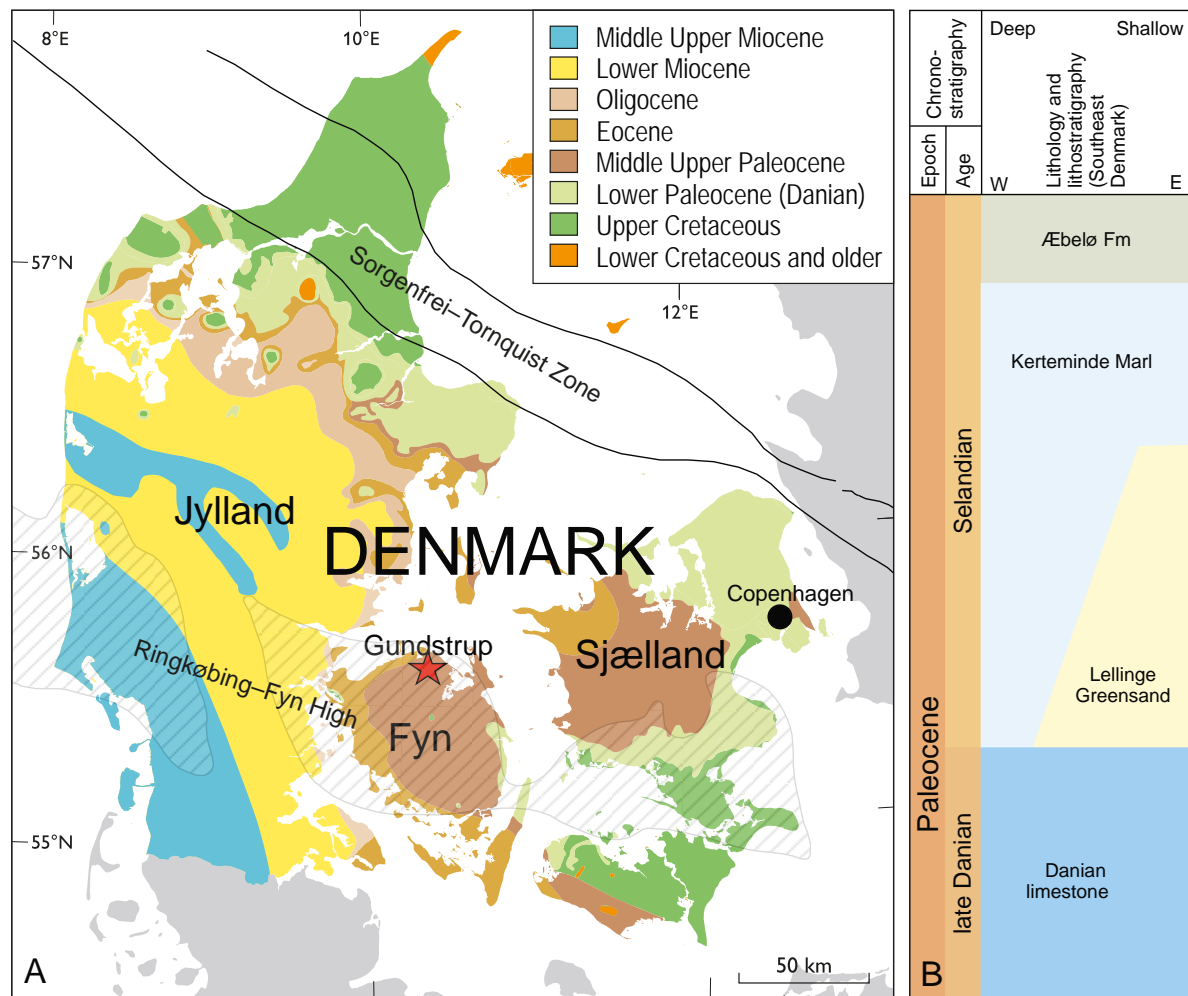 8°E
10°E
Middle Upper Miocene
Lower Miocene
Oligocene
Eocene
Middle Upper Paleocene
Lower Paleocene (Danian)
Upper Cretaceous
Lower Cretaceous and older
57°N
12°E
Sorgenfrei–Tornquist Zone
Jylland
DENMARK
56°N
Copenhagen
Gundstrup
Sjælland
Ringkøbing–Fyn High
Fyn
55°N
A
50 km
Chrono-
stratigraphy
Epoch
Age
Deep
Shallow
Lithology and
lithostratigraphy
(Southeast
Denmark)
W
E
Paleocene
Selandian
late Danian
Æbelø Fm
Kerteminde Marl
Lellinge
Greensand
Danian
limestone
B